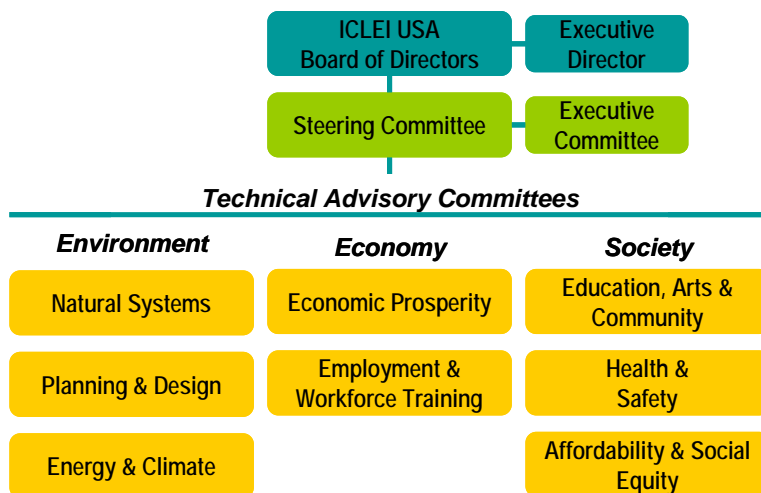 ICLEI USA
Board of Directors
Executive
Director
Steering Committee
Executive
Committee
Technical Advisory Committees
Environment
Economy
Society
Natural Systems
Economic Prosperity
Education, Arts &
Community
Planning & Design
Employment &
Workforce Training
Health &
Safety
Energy & Climate
Affordability & Social
Equity